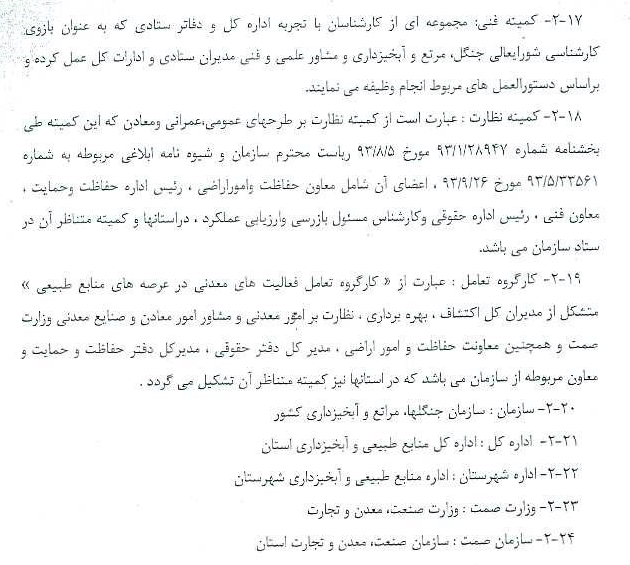 ۲-۱۷- کمیته فنی: مجموعه ای از کارشناسان با تجربه اداره کل و دفاتر ستادی که به عنوان بازوی
کارشناسی شورایعالی جنگل، مرتع و آبخیزداری و مشاور علمی و فنی مدیران ستادی و ادارات کل عمل کرده و
براساس دستورالعمل های مربوط انجام وظیفه می نمایند.
۲-۱۸- کمیته نظارت : عبارت است از کمیته نظارت بر طرحهای عمومی،عمرانی ومعادن که این کمیته طی
بخشنامه شماره ۹۳/۱/۲۸۹۴۷ مورخ ۹۳/۸/۵ ریاست محترم سازمان و شیوه نامه ابلاغی مربوطه به شماره
۹۳/۵/۳۳۵۶۱ مورخ ۹۳/۹/۲۶ ، اعضای آن شامل معاون حفاظت واموراراضی ، رئیس اداره حفاظت وحمایت ،
معاون فنی ، رئیس اداره حقوقی وکارشناس مسئول بازرسی وارزیابی عملکرد ، دراستانها و کمیته متناظر آن در
ستاد سازمان می باشد.
۲-۱۹- کارگروه تعامل : عبارت از « کارگروه تعامل فعالیت های معدنی در عرصه های منابع طبیعی »
متشکل از مدیران کل اکتشاف ، بهره برداری ، نظارت بر امور معدنی و مشاور امور معادن و صنایع معدنی وزارت
صمت و همچنین معاونت حفاظت و امور اراضی ، مدیر کل دفتر حقوقی ، مدیرکل دفتر حفاظت و حمایت و
معاون مربوطه از سازمان می باشد که در استانها نیز کمیته متناظر آن تشکیل می گردد .
۲-۲۰- سازمان : سازمان جنگلها، مراتع و آبخیزداری کشور
۲-۲۱- اداره کل : اداره کل منابع طبیعی و آبخیزداری استان
۲-۲۲- اداره شهرستان : اداره منابع طبیعی و آبخیزداری شهرستان
۲-۲۳- وزارت صمت : وزارت صنعت، معدن و تجارت
۲-۲۴- سازمان صمت : سازمان صنعت، معدن و تجارت استان